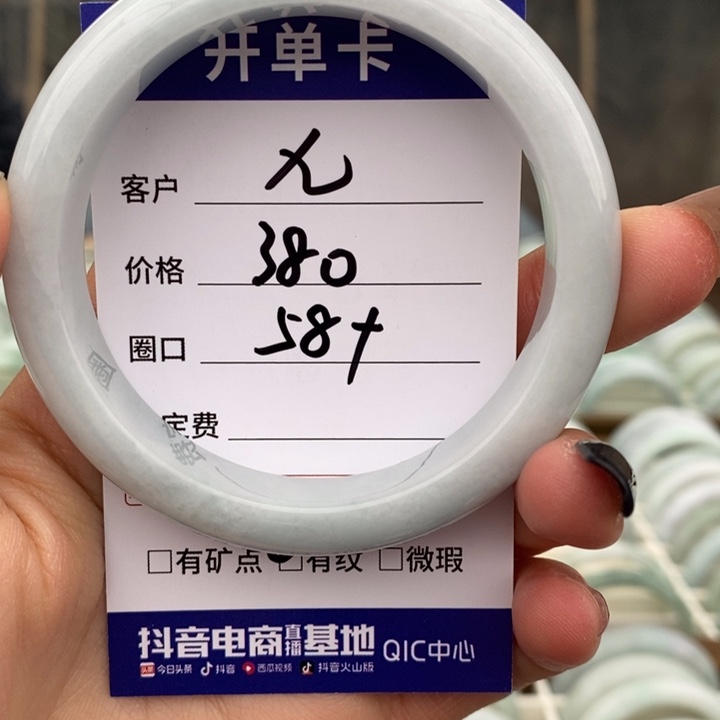 开单卡
客户
价格 380
圈口 58+
定费
有矿点 有纹 微瑕
抖音电商直播基地 QIC中心
今日头条 抖音 西瓜视频 抖音火山版